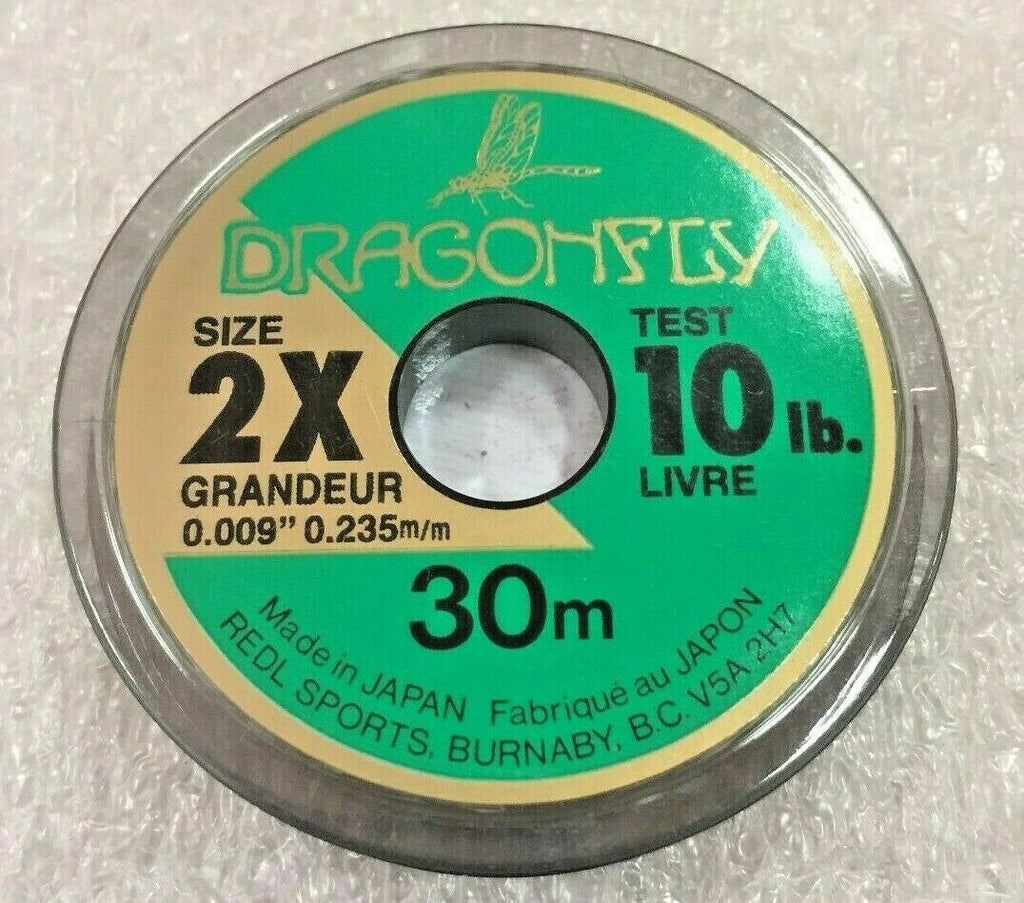 DRAGONFLY
SIZE
2X
GRANDEUR
0.009” 0.235m/m
TEST
10 lb.
LIVRE
30m
Made in JAPAN Fabriqué au JAPON
REDL SPORTS, BURNABY, B.C. V5A 2H7